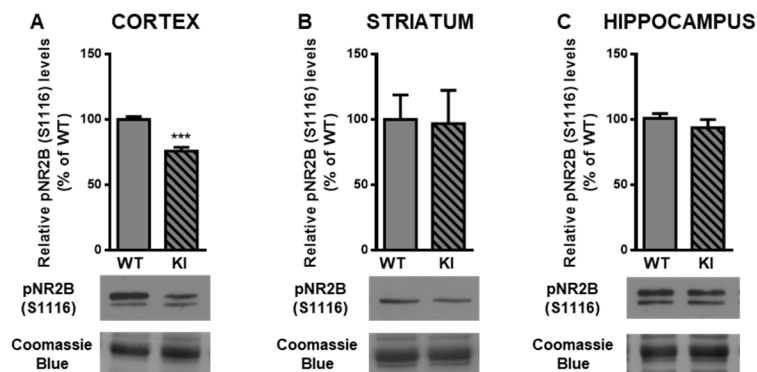 A CORTEX
Relative pNR2B (S1116) levels
(% of WT)
150
100
50
0
***
WT KI
pNR2B
(S1116)
Coomassie
Blue
B STRIATUM
Relative pNR2B (S1116) levels
(% of WT)
150
100
50
0
WT KI
pNR2B
(S1116)
Coomassie
Blue
C HIPPOCAMPUS
Relative pNR2B (S1116) levels
(% of WT)
150
100
50
0
WT KI
pNR2B
(S1116)
Coomassie
Blue